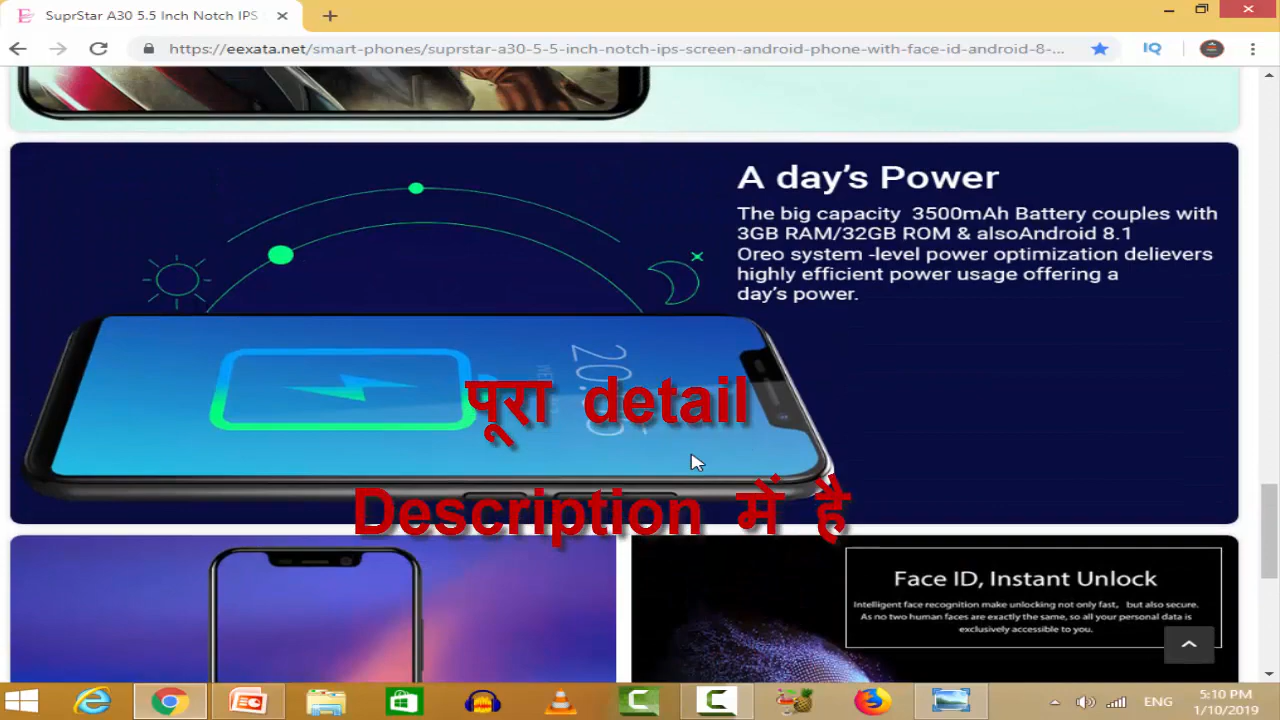 SuprStar A30 5.5 Inch Notch IPS
https://eexata.net/smart-phones/suprstar-a30-5-5-inch-notch-ips-screen-android-phone-with-face-id-android-8-...
IQ
A day's Power
The big capacity 3500mAh Battery couples with
3GB RAM/32GB ROM & alsoAndroid 8.1
Oreo system -level power optimization delievers
highly efficient power usage offering a
day's power.
पूरा detail
Description में है
Face ID, Instant Unlock
Intelligent face recognition make unlocking not only fast, but also secure.
As no two human faces are exactly the same, so all your personal data is
exclusively accessible to you.
ENG
5:10 PM
1/10/2019